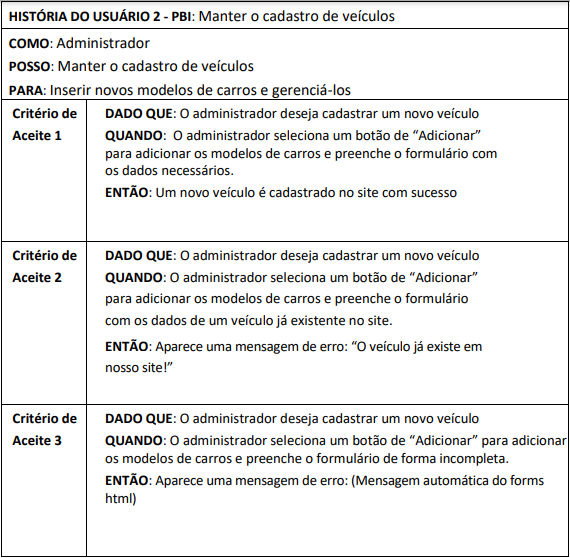 HISTÓRIA DO USUÁRIO 2 - PBI: Manter o cadastro de veículos
COMO: Administrador
POSSO: Manter o cadastro de veículos
PARA: Inserir novos modelos de carros e gerenciá-los
Critério de
Aceite 1
DADO QUE: O administrador deseja cadastrar um novo veículo
QUANDO: O administrador seleciona um botão de “Adicionar”
para adicionar os modelos de carros e preenche o formulário com
os dados necessários.
ENTÃO: Um novo veículo é cadastrado no site com sucesso
Critério de
Aceite 2
DADO QUE: O administrador deseja cadastrar um novo veículo
QUANDO: O administrador seleciona um botão de “Adicionar”
para adicionar os modelos de carros e preenche o formulário
com os dados de um veículo já existente no site.
ENTÃO: Aparece uma mensagem de erro: “O veículo já existe em
nosso site!”
Critério de
Aceite 3
DADO QUE: O administrador deseja cadastrar um novo veículo
QUANDO: O administrador seleciona um botão de “Adicionar” para adicionar
os modelos de carros e preenche o formulário de forma incompleta.
ENTÃO: Aparece uma mensagem de erro: (Mensagem automática do forms
html)